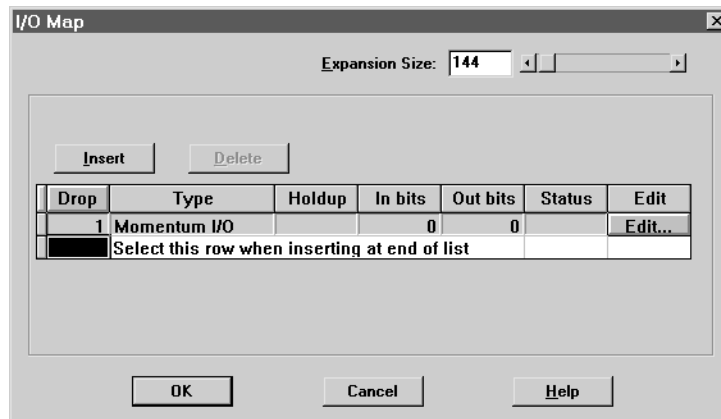 I/O Map
Expansion Size: 144
Insert Delete
Drop Type Holdup In bits Out bits Status Edit
1 Momentum I/O 0 0 Edit...
Select this row when inserting at end of list
OK Cancel Help